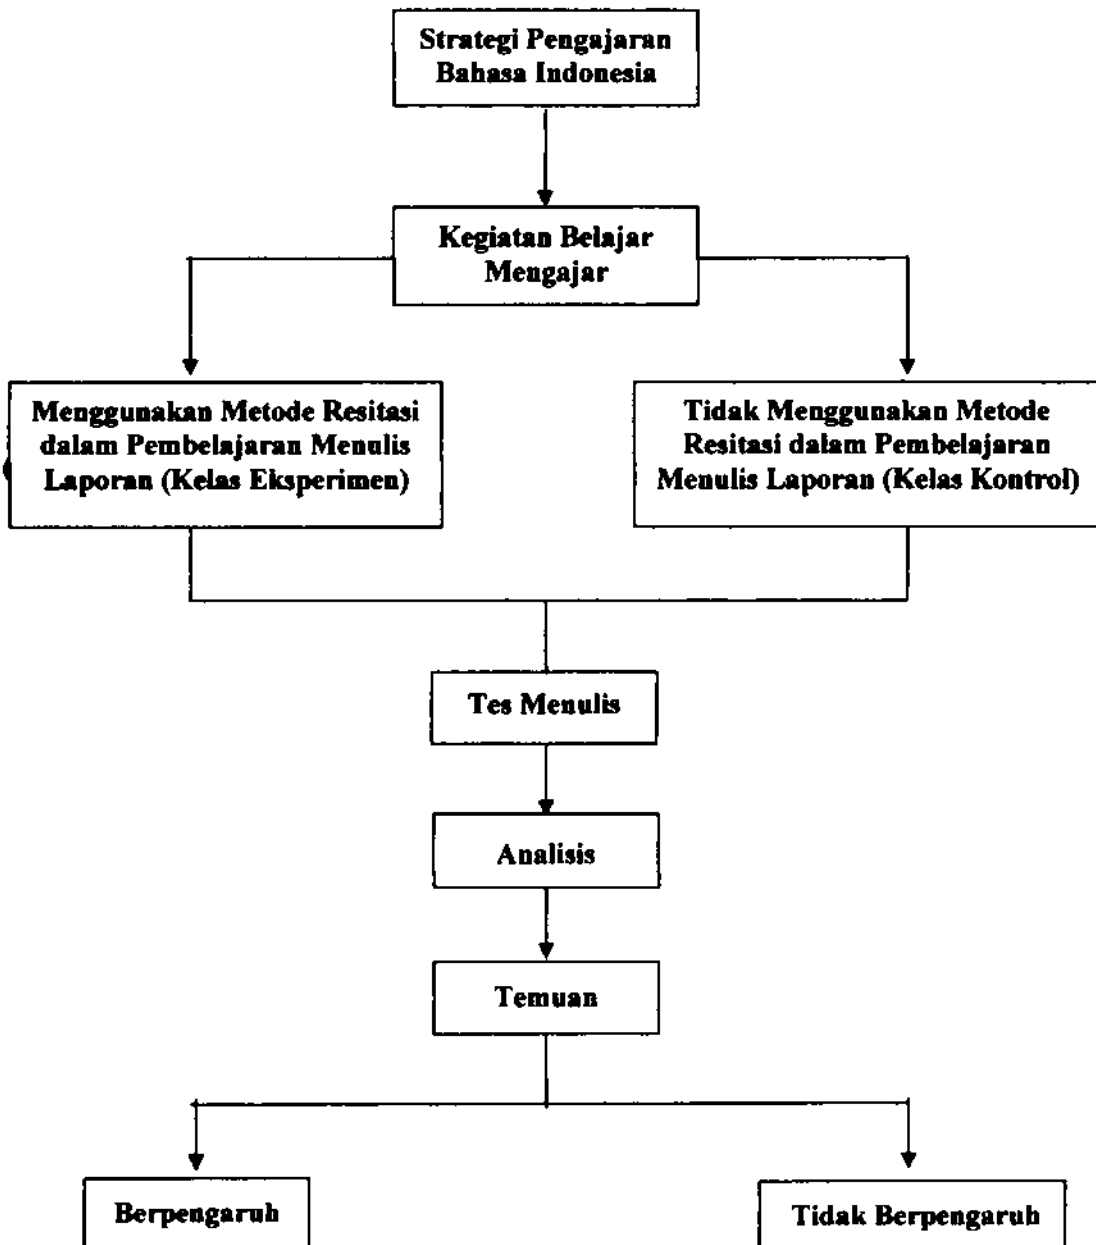 Strategi Pengajaran
Bahasa Indonesia
Kegiatan Belajar
Mengajar
Menggunakan Metode Resitasi
dalam Pembelajaran Menulis
Laporan (Kelas Eksperimen)
Tidak Menggunakan Metode
Resitasi dalam Pembelajaran
Menulis Laporan (Kelas Kontrol)
Tes Menulis
Analisis
Temuan
Berpengaruh
Tidak Berpengaruh